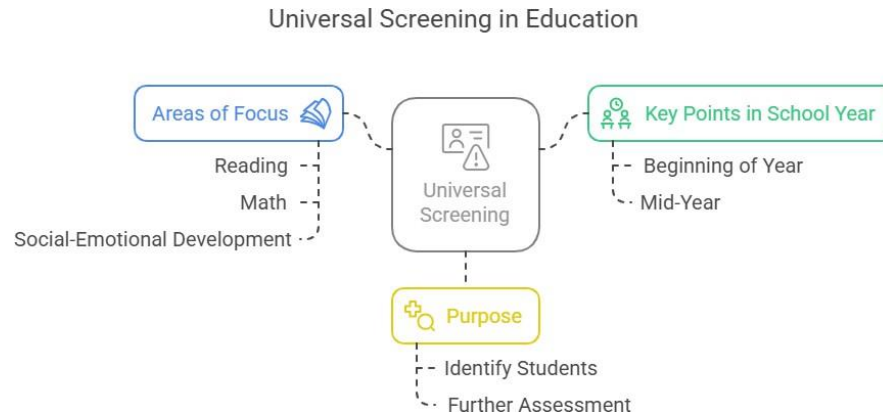 Universal Screening in Education
Areas of Focus
Reading
Math
Social-Emotional Development
Universal
Screening
Key Points in School Year
Beginning of Year
Mid-Year
Purpose
Identify Students
Further Assessment